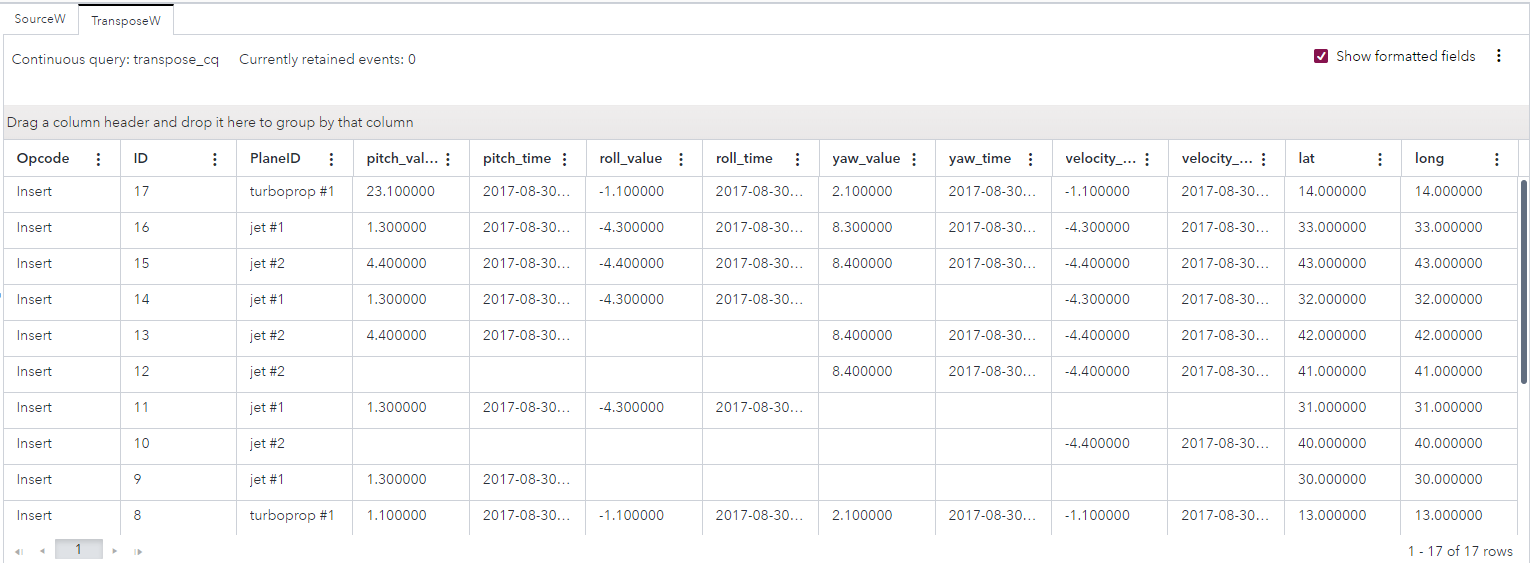 SourceW TransposeW
Continuous query: transpose_cq Currently retained events: 0 Show formatted fields
Drag a column header and drop it here to group by that column
Opcode ID PlaneID pitch_val... pitch_time roll_value roll_time yaw_value yaw_time velocity_... velocity_... lat long
Insert 17 turboprop #1 23.100000 2017-08-30... -1.100000 2017-08-30... 2.100000 2017-08-30... -1.100000 2017-08-30... 14.000000 14.000000
Insert 16 jet #1 1.300000 2017-08-30... -4.300000 2017-08-30... 8.300000 2017-08-30... -4.300000 2017-08-30... 33.000000 33.000000
Insert 15 jet #2 4.400000 2017-08-30... -4.400000 2017-08-30... 8.400000 2017-08-30... -4.400000 2017-08-30... 43.000000 43.000000
Insert 14 jet #1 1.300000 2017-08-30... -4.300000 2017-08-30... -4.300000 2017-08-30... 32.000000 32.000000
Insert 13 jet #2 4.400000 2017-08-30... 8.400000 2017-08-30... -4.400000 2017-08-30... 42.000000 42.000000
Insert 12 jet #2 8.400000 2017-08-30... -4.400000 2017-08-30... 41.000000 41.000000
Insert 11 jet #1 1.300000 2017-08-30... -4.300000 2017-08-30... 31.000000 31.000000
Insert 10 jet #2 -4.400000 2017-08-30... 40.000000 40.000000
Insert 9 jet #1 1.300000 2017-08-30... 30.000000 30.000000
Insert 8 turboprop #1 1.100000 2017-08-30... -1.100000 2017-08-30... 2.100000 2017-08-30... -1.100000 2017-08-30... 13.000000 13.000000
1 1 - 17 of 17 rows